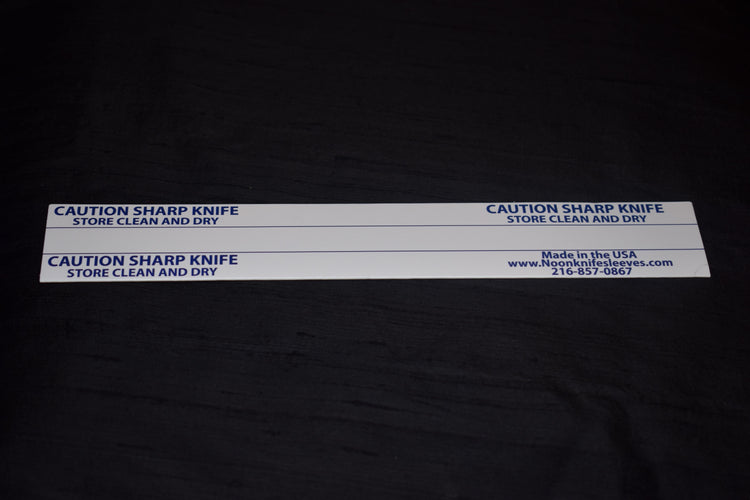 CAUTION SHARP KNIFE
STORE CLEAN AND DRY
CAUTION SHARP KNIFE
STORE CLEAN AND DRY
CAUTION SHARP KNIFE
STORE CLEAN AND DRY
Made in the USA
www.Noonknifesleeves.com
216-857-0867